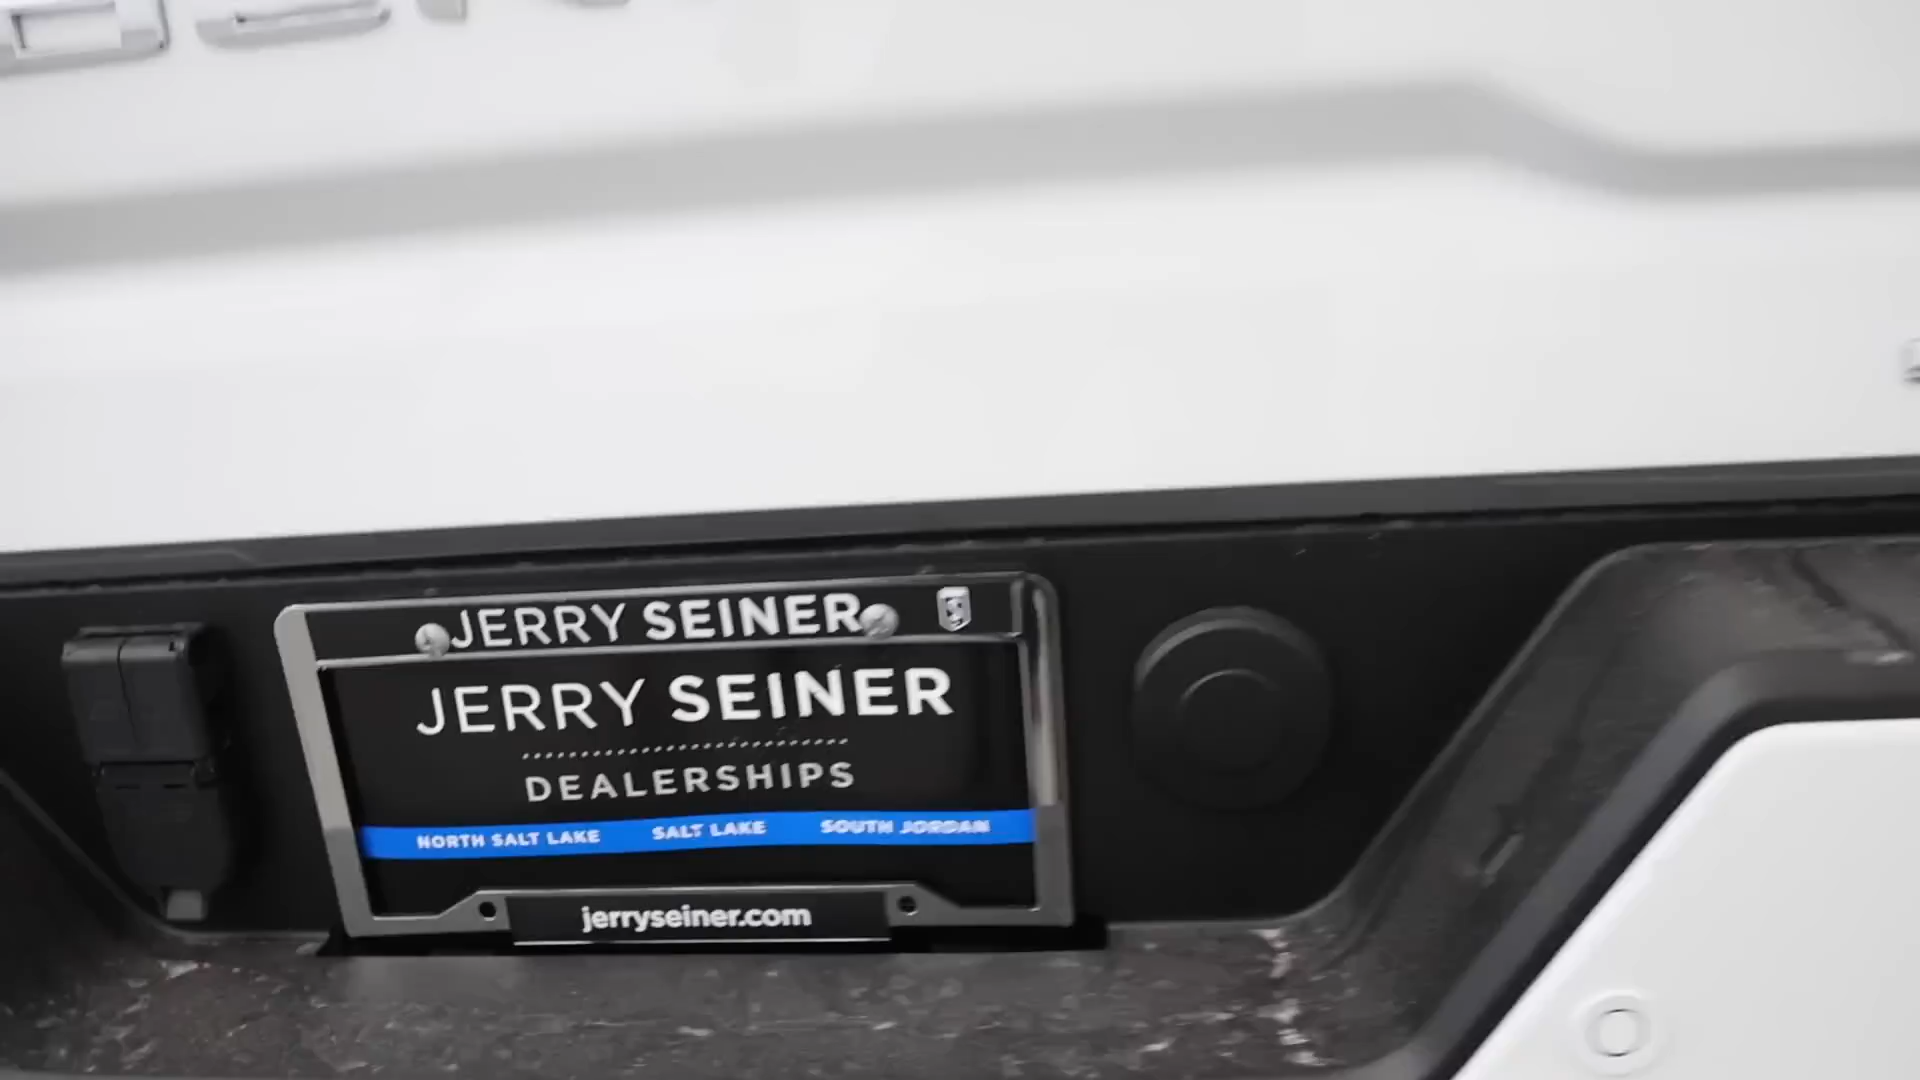 JERRY SEINER
JERRY SEINER
DEALERSHIPS
NORTH SALT LAKE SALT LAKE SOUTH JORDAN
jerryseiner.com